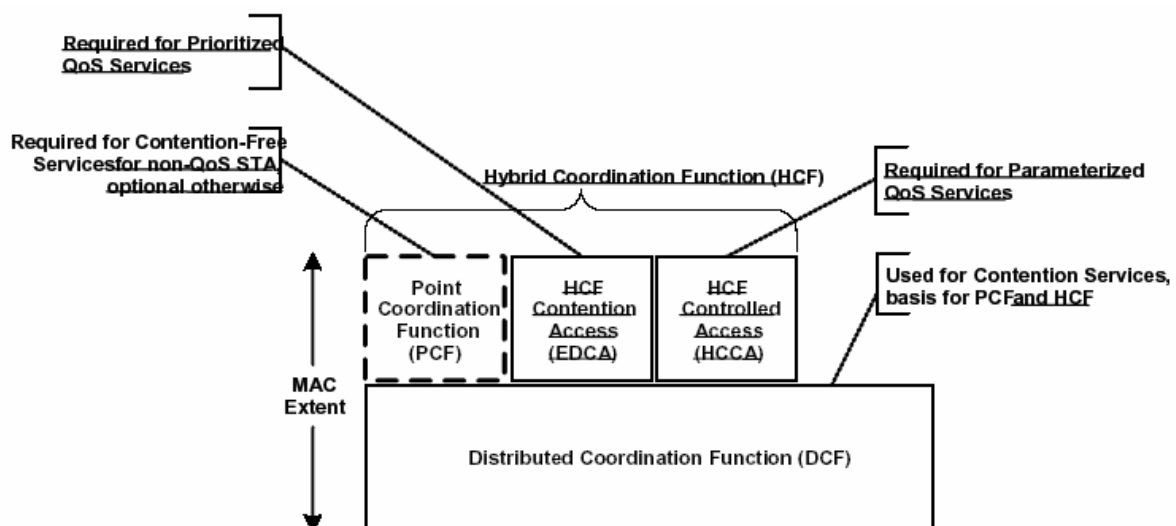 Required for Prioritized
QoS Services
Required for Contention-Free
Servicesfor non-QoS STA,
optional otherwise
Hybrid Coordination Function (HCF)
Required for Parameterized
QoS Services
Used for Contention Services,
basis for PCFand HCF
Point
Coordination
Function
(PCF)
HCF
Contention
Access
(EDCA)
HCF
Controlled
Access
(HCCA)
MAC
Extent
Distributed Coordination Function (DCF)